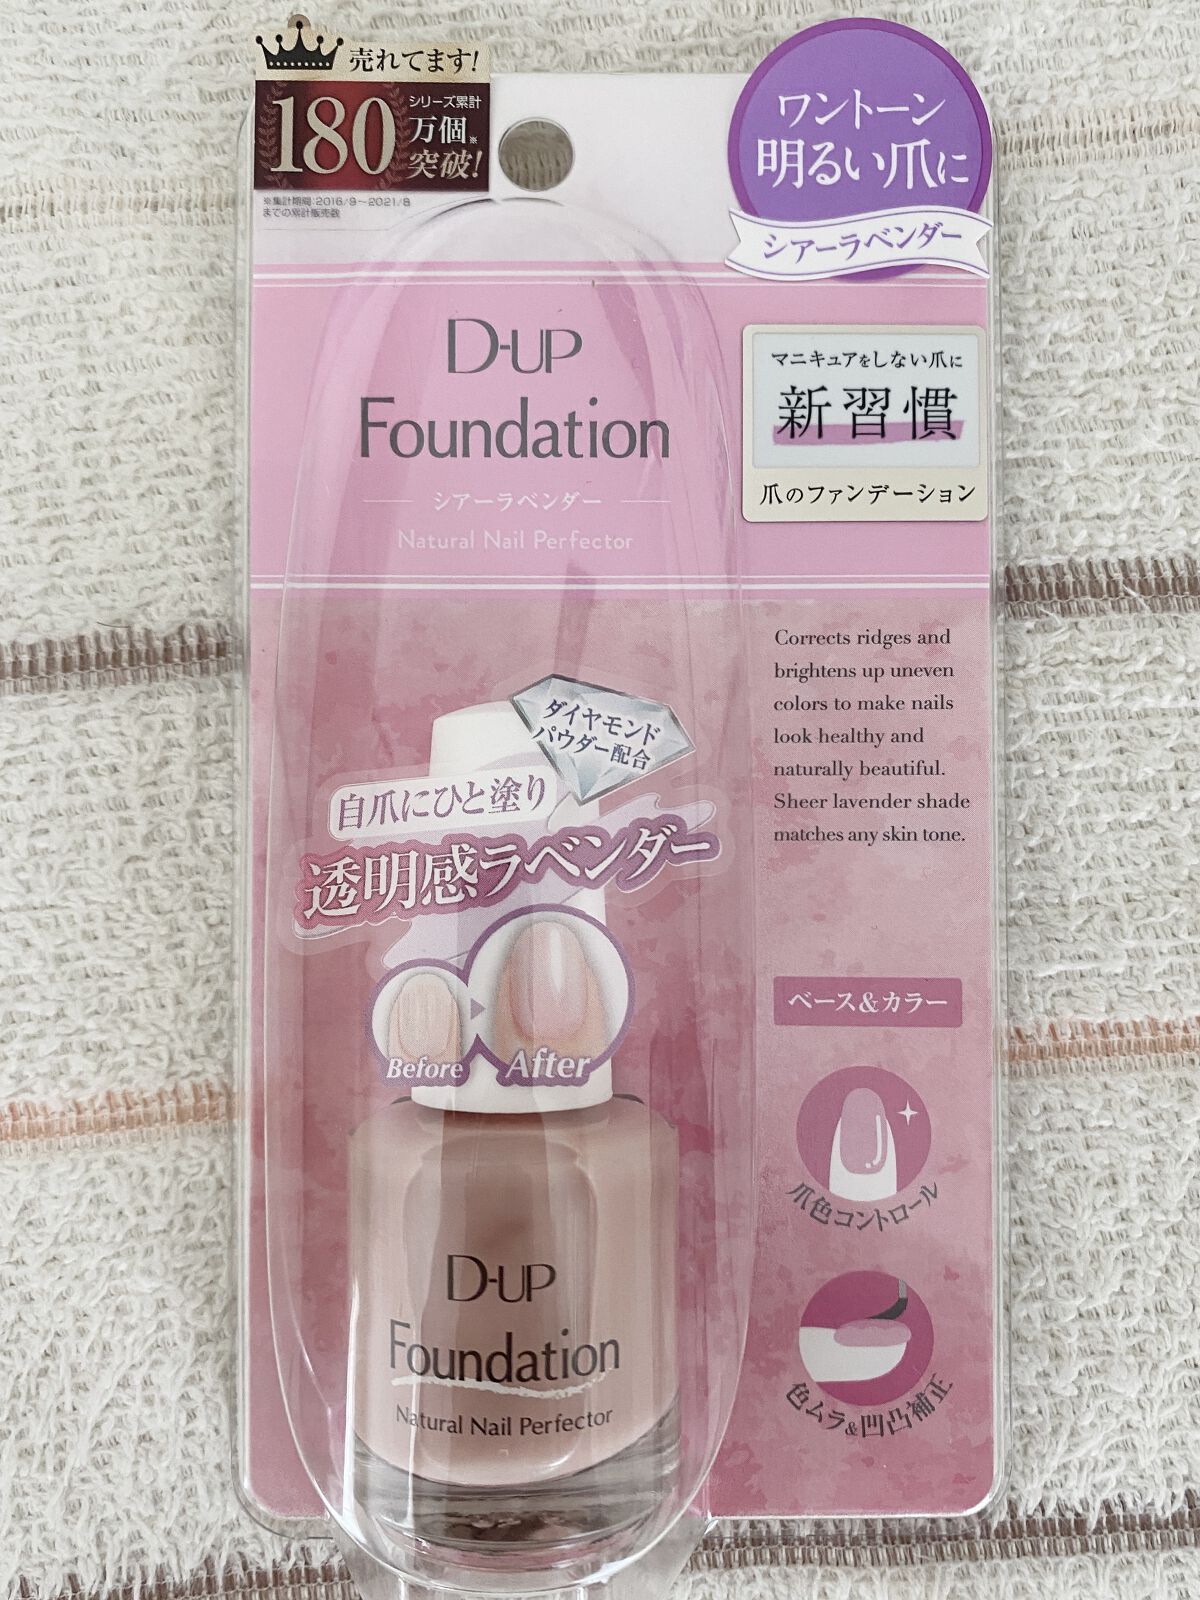 売れてます!
シリーズ累計
180万個※
突破!
※集計期間:2016/9〜2021/8
までの累計販売数
ワントーン
明るい爪に
シアーラベンダー
D-UP
Foundation
シアーラベンダー
Natural Nail Perfector
マニキュアをしない爪に
新習慣
爪のファンデーション
Corrects ridges and
brightens up uneven
colors to make nails
look healthy and
naturally beautiful.
Sheer lavender shade
matches any skin tone.
ダイヤモンド
パウダー配合
自爪にひと塗り
透明感ラベンダー
Before
After
ベース&カラー
爪色コントロール
色ムラ&凹凸補正
D-UP
Foundation
Natural Nail Perfector